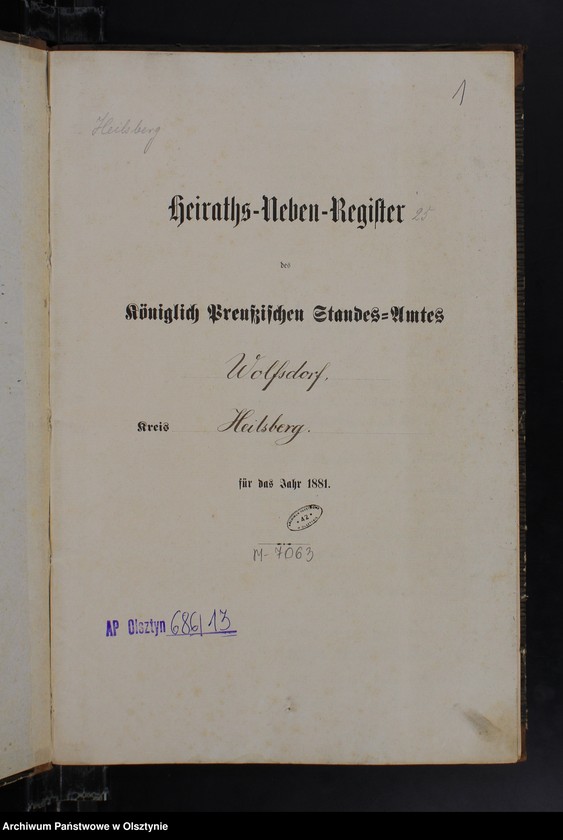 1
Heilsberg
Heiraths-Neben-Register 25
des
Königlich Preußischen Standes-Amtes
Wolfsdorf.
Kreis Heilsberg.
für das Jahr 1881.
M-7063
AP Olsztyn 686/13
Archiwum Państwowe w Olsztynie